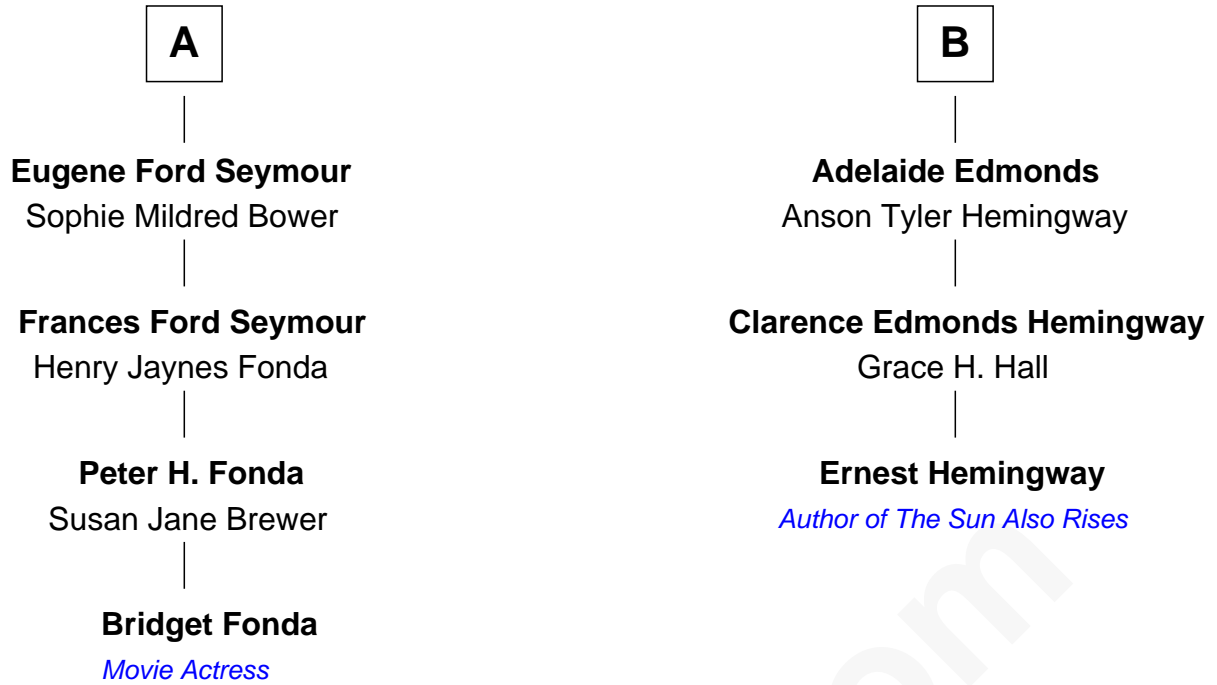 A
Eugene Ford Seymour
Sophie Mildred Bower
Frances Ford Seymour
Henry Jaynes Fonda
Peter H. Fonda
Susan Jane Brewer
Bridget Fonda
Movie Actress
B
Adelaide Edmonds
Anson Tyler Hemingway
Clarence Edmonds Hemingway
Grace H. Hall
Ernest Hemingway
Author of The Sun Also Rises